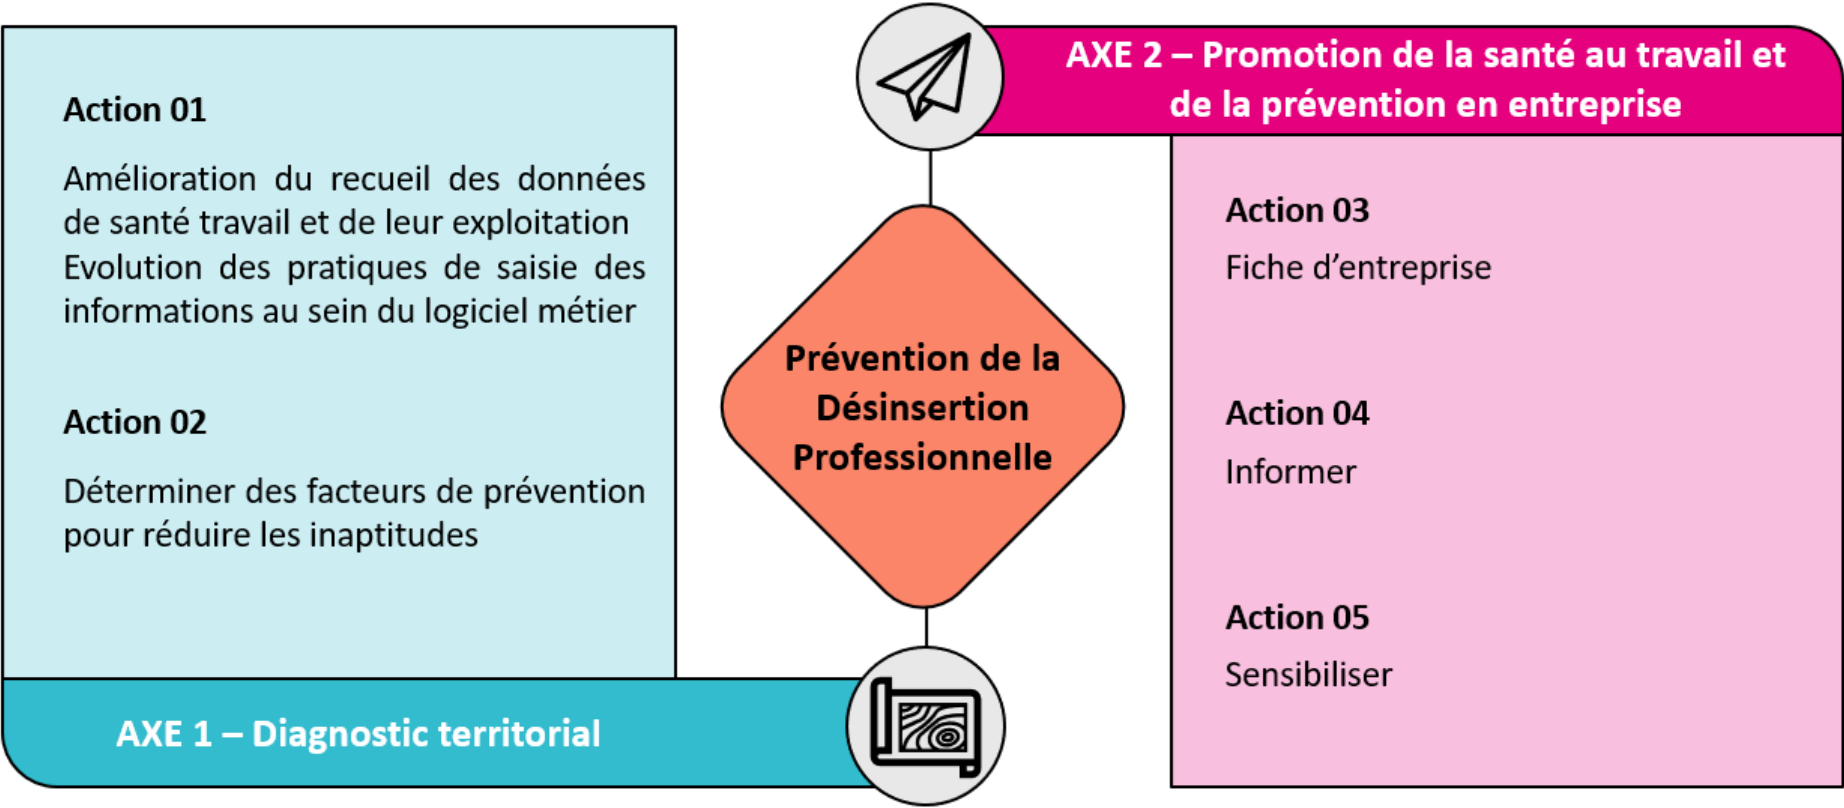 Action 01
Amélioration du recueil des données
de santé travail et de leur exploitation
Evolution des pratiques de saisie des
informations au sein du logiciel métier
Action 02
Déterminer des facteurs de prévention
pour réduire les inaptitudes
AXE 1 – Diagnostic territorial
Prévention de la
Désinsertion
Professionnelle
AXE 2 – Promotion de la santé au travail et
de la prévention en entreprise
Action 03
Fiche d’entreprise
Action 04
Informer
Action 05
Sensibiliser